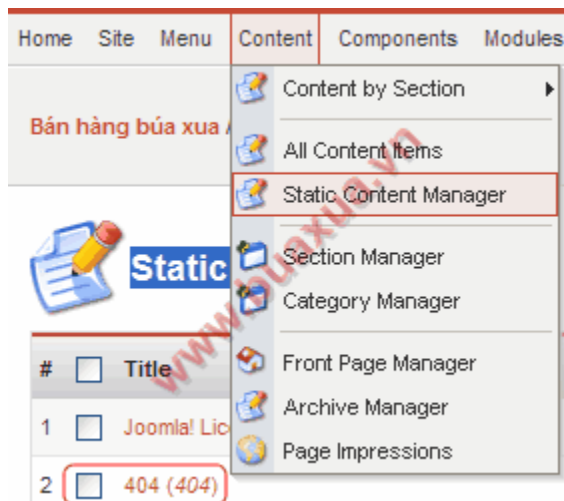 Home Site Menu Content Components Modules
Content by Section
Bán hàng búa xua
All Content Items
Static Content Manager
Static
Section Manager
Category Manager
# Title
Front Page Manager
Archive Manager
1 Joomla!
Page Impressions
2 404 (404)
www.buaxua.vn